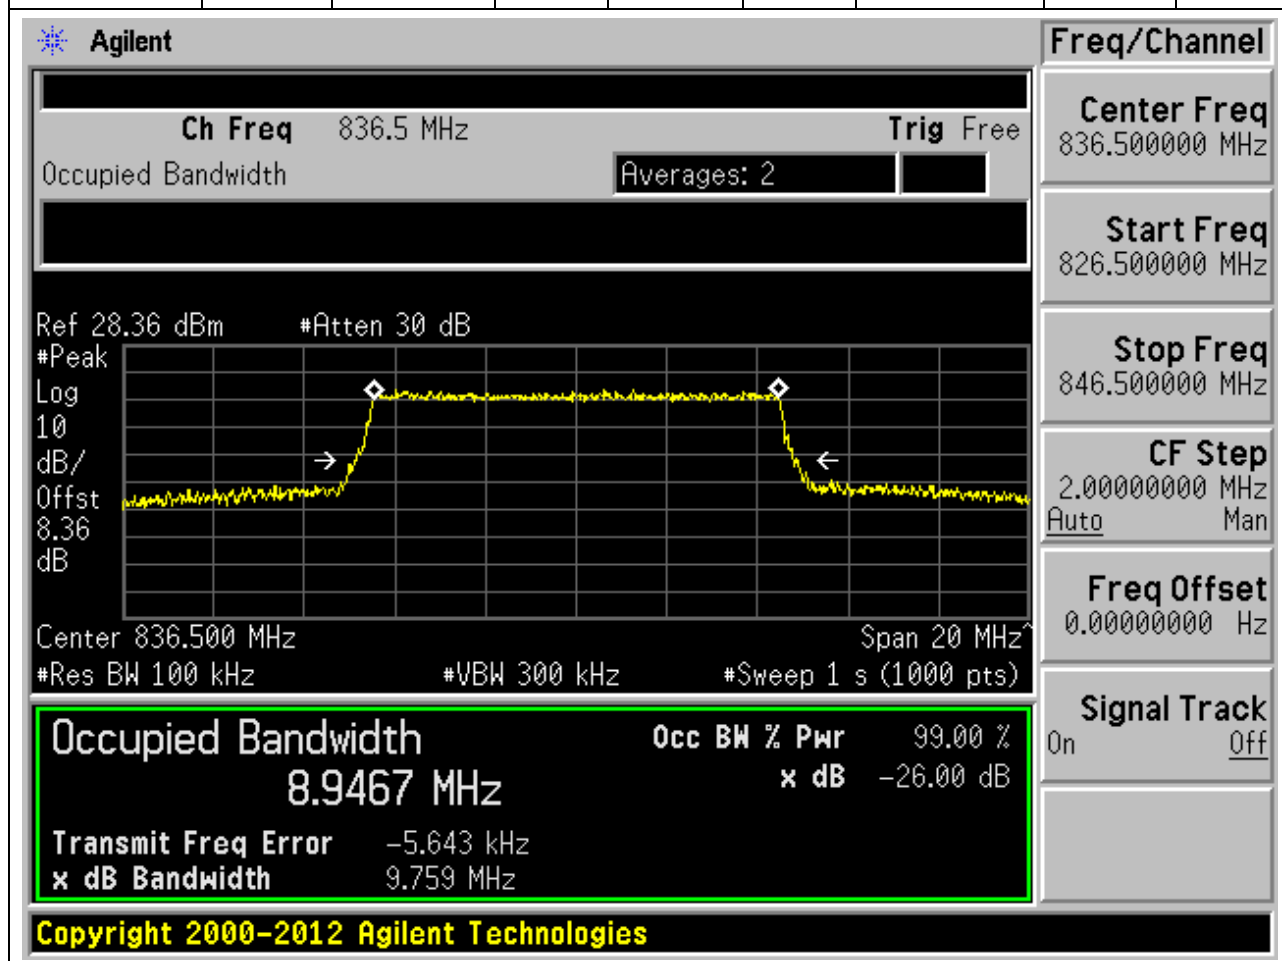 Agilent
Freq/Channel
Ch Freq 836.5 MHz Trig Free
Occupied Bandwidth Averages: 2
Ref 28.36 dBm #Atten 30 dB
#Peak
Log
10
dB/
Offst
8.36
dB
Center 836.500 MHz Span 20 MHz^
#Res BW 100 kHz #VBW 300 kHz #Sweep 1 s (1000 pts)
Occupied Bandwidth Occ BW % Pwr 99.00 %
8.9467 MHz x dB -26.00 dB
Transmit Freq Error -5.643 kHz
x dB Bandwidth 9.759 MHz
Copyright 2000-2012 Agilent Technologies
Center Freq
836.500000 MHz
Start Freq
826.500000 MHz
Stop Freq
846.500000 MHz
CF Step
2.00000000 MHz
Auto Man
Freq Offset
0.00000000 Hz
Signal Track
On Off